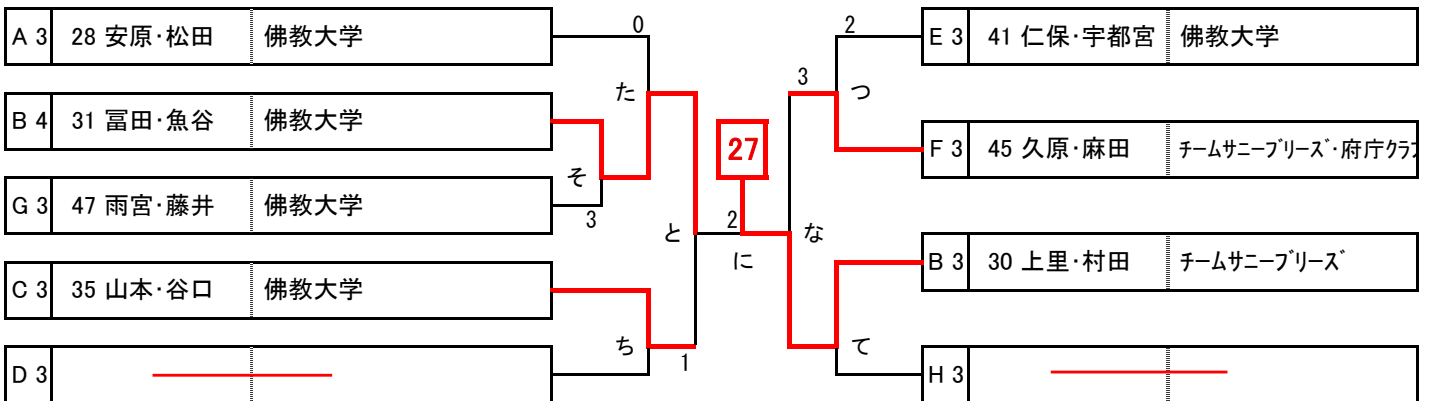 A 3 28 安原・松田 佛教大学
B 4 31 冨田・魚谷 佛教大学
G 3 47 雨宮・藤井 佛教大学
C 3 35 山本・谷口 佛教大学
D 3
0
た
そ
3
と
ち
1
27
2
に
2
3
つ
な
て
E 3 41 仁保・宇都宮 佛教大学
F 3 45 久原・麻田 チームサニーブリーズ・府庁クラブ
B 3 30 上里・村田 チームサニーブリーズ
H 3